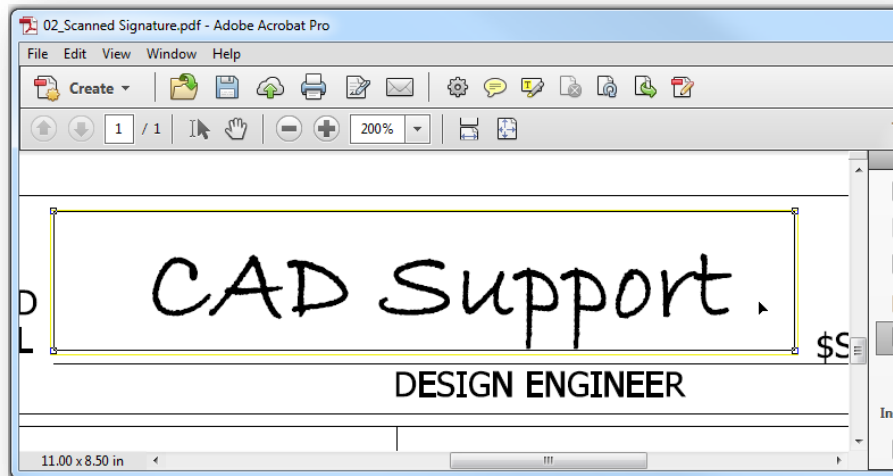 02_Scanned Signature.pdf - Adobe Acrobat Pro
File Edit View Window Help
Create
1 / 1 200%
CAD Support
D
L $S
DESIGN ENGINEER
In
11.00 x 8.50 in